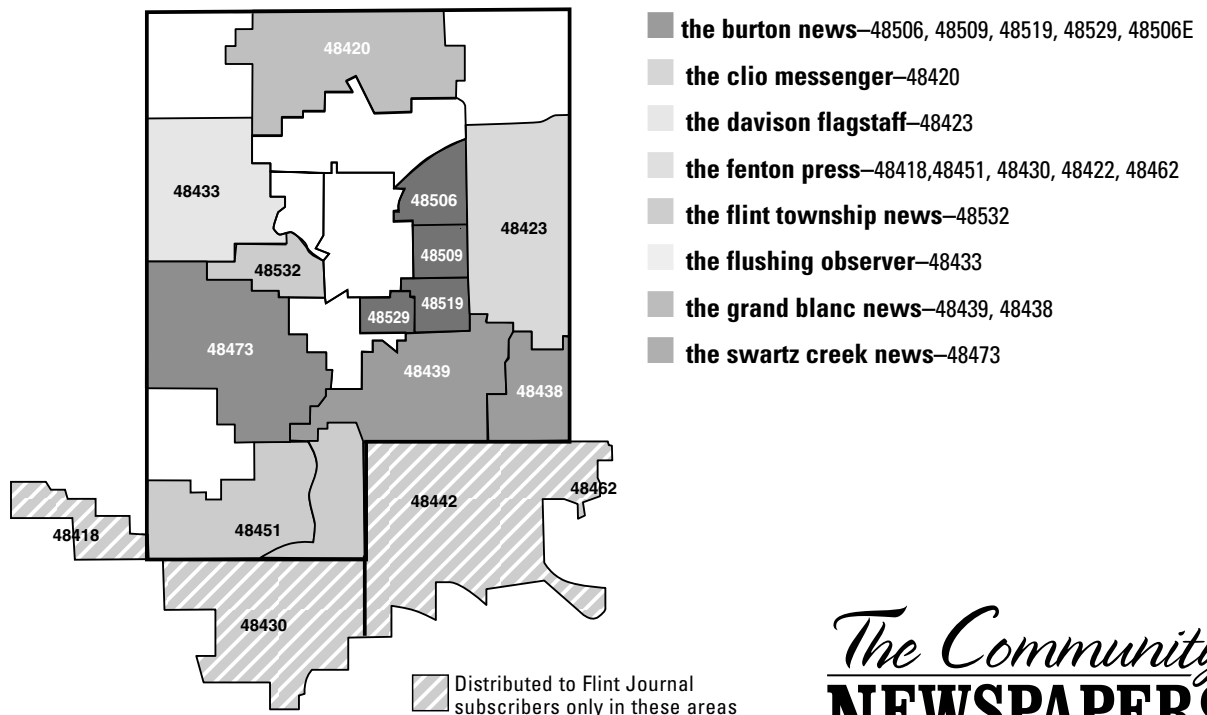 48420
48433
48506
48423
48509
48532
48519
48529
48473
48439
48438
48442
48462
48451
48418
48430
Distributed to Flint Journal
subscribers only in these areas
the burton news–48506, 48509, 48519, 48529, 48506E
the clio messenger–48420
the davison flagstaff–48423
the fenton press–48418,48451, 48430, 48422, 48462
the flint township news–48532
the flushing observer–48433
the grand blanc news–48439, 48438
the swartz creek news–48473
The Community
NEWSPAPERS